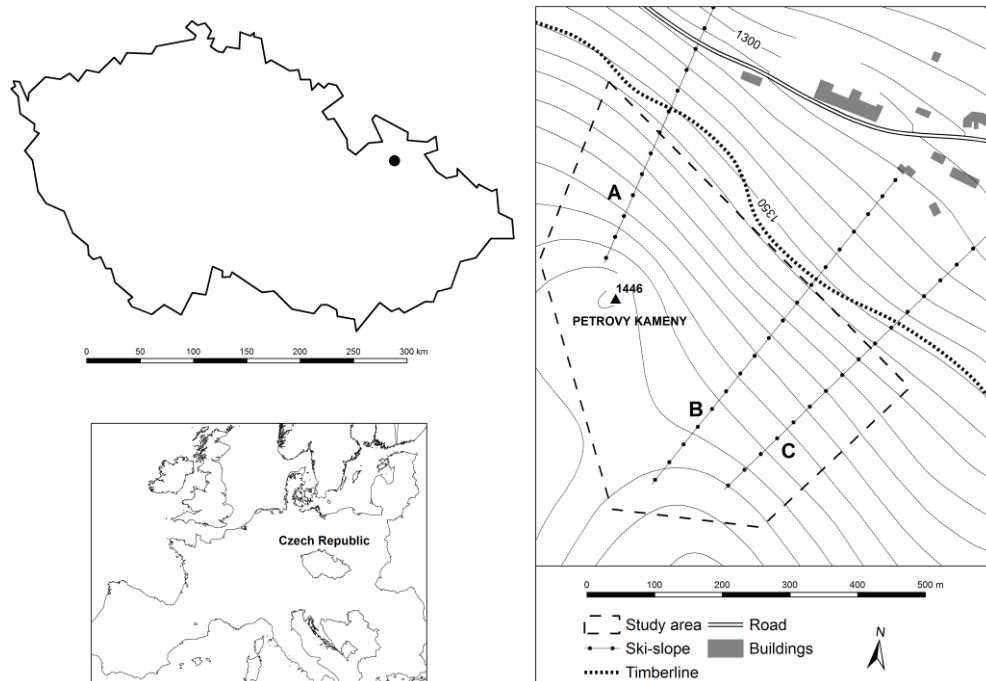 0 50 100 150 200 250 300 km
Czech Republic
1300
1350
A
1446
PETROVY KAMENY
B
C
0 100 200 300 400 500 m
Study area Road
Ski-slope Buildings
Timberline
N